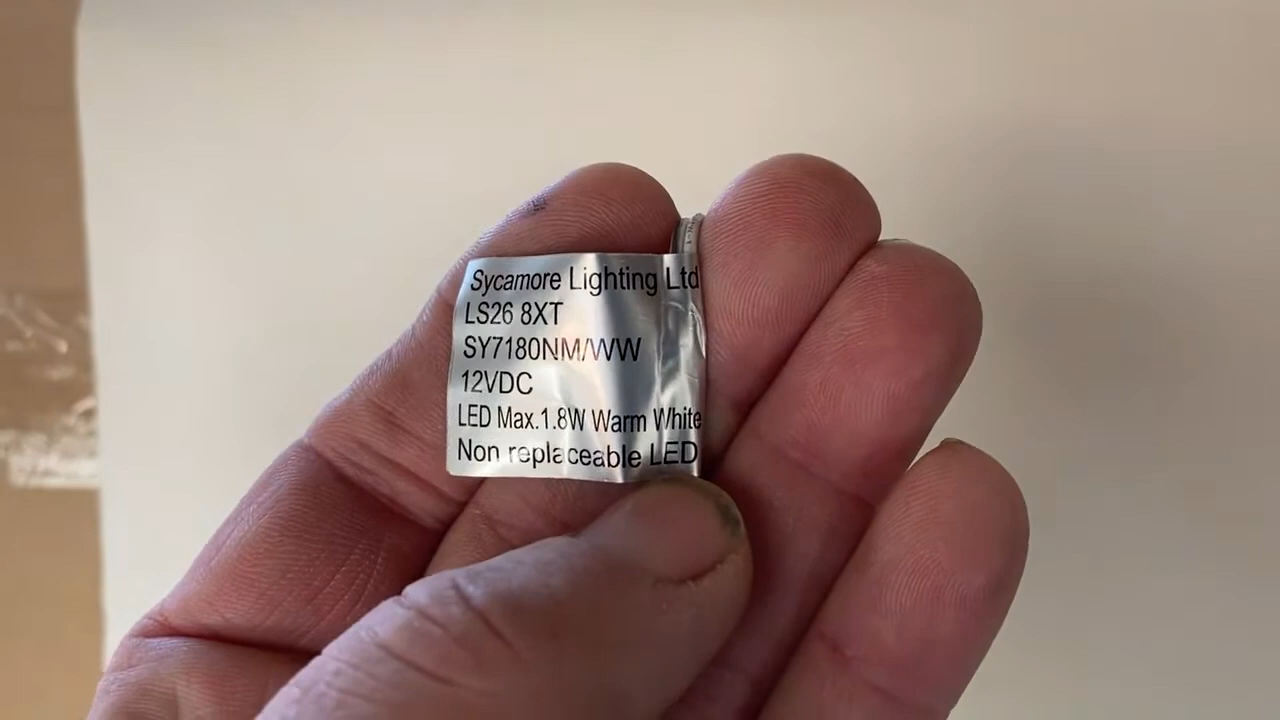 Sycamore Lighting Ltd
LS26 8XT
SY7180NM/WW
12VDC
LED Max.1.8W Warm White
Non replaceable LED